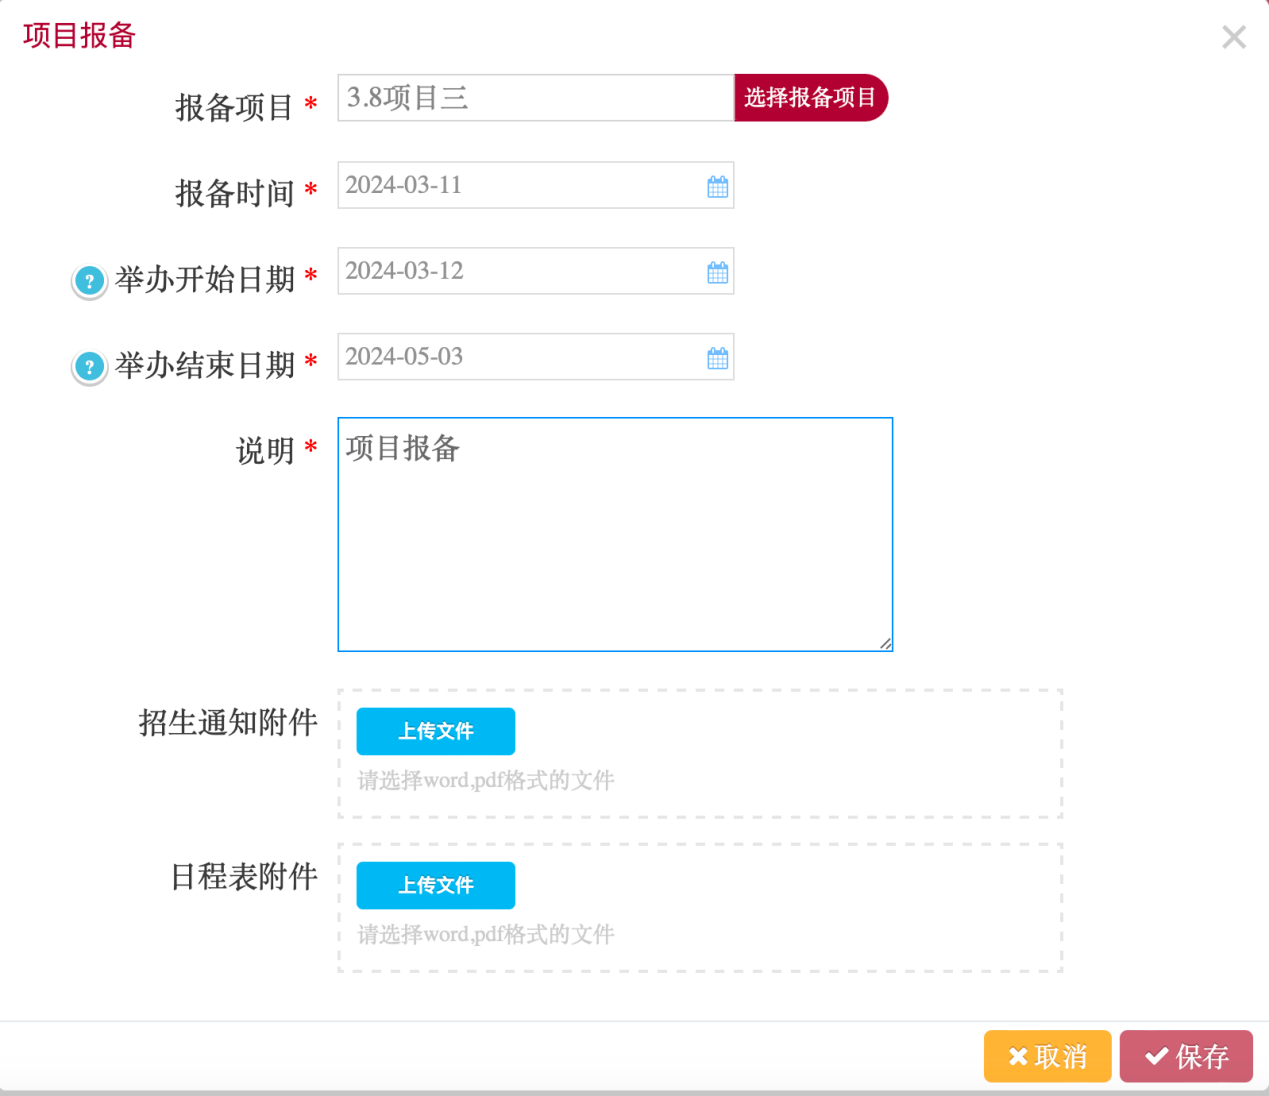 项目报备
报备项目 * 3.8项目三 选择报备项目
报备时间 * 2024-03-11
? 举办开始日期 * 2024-03-12
? 举办结束日期 * 2024-05-03
说明 * 项目报备
招生通知附件 上传文件
请选择word,pdf格式的文件
日程表附件 上传文件
请选择word,pdf格式的文件
取消 保存